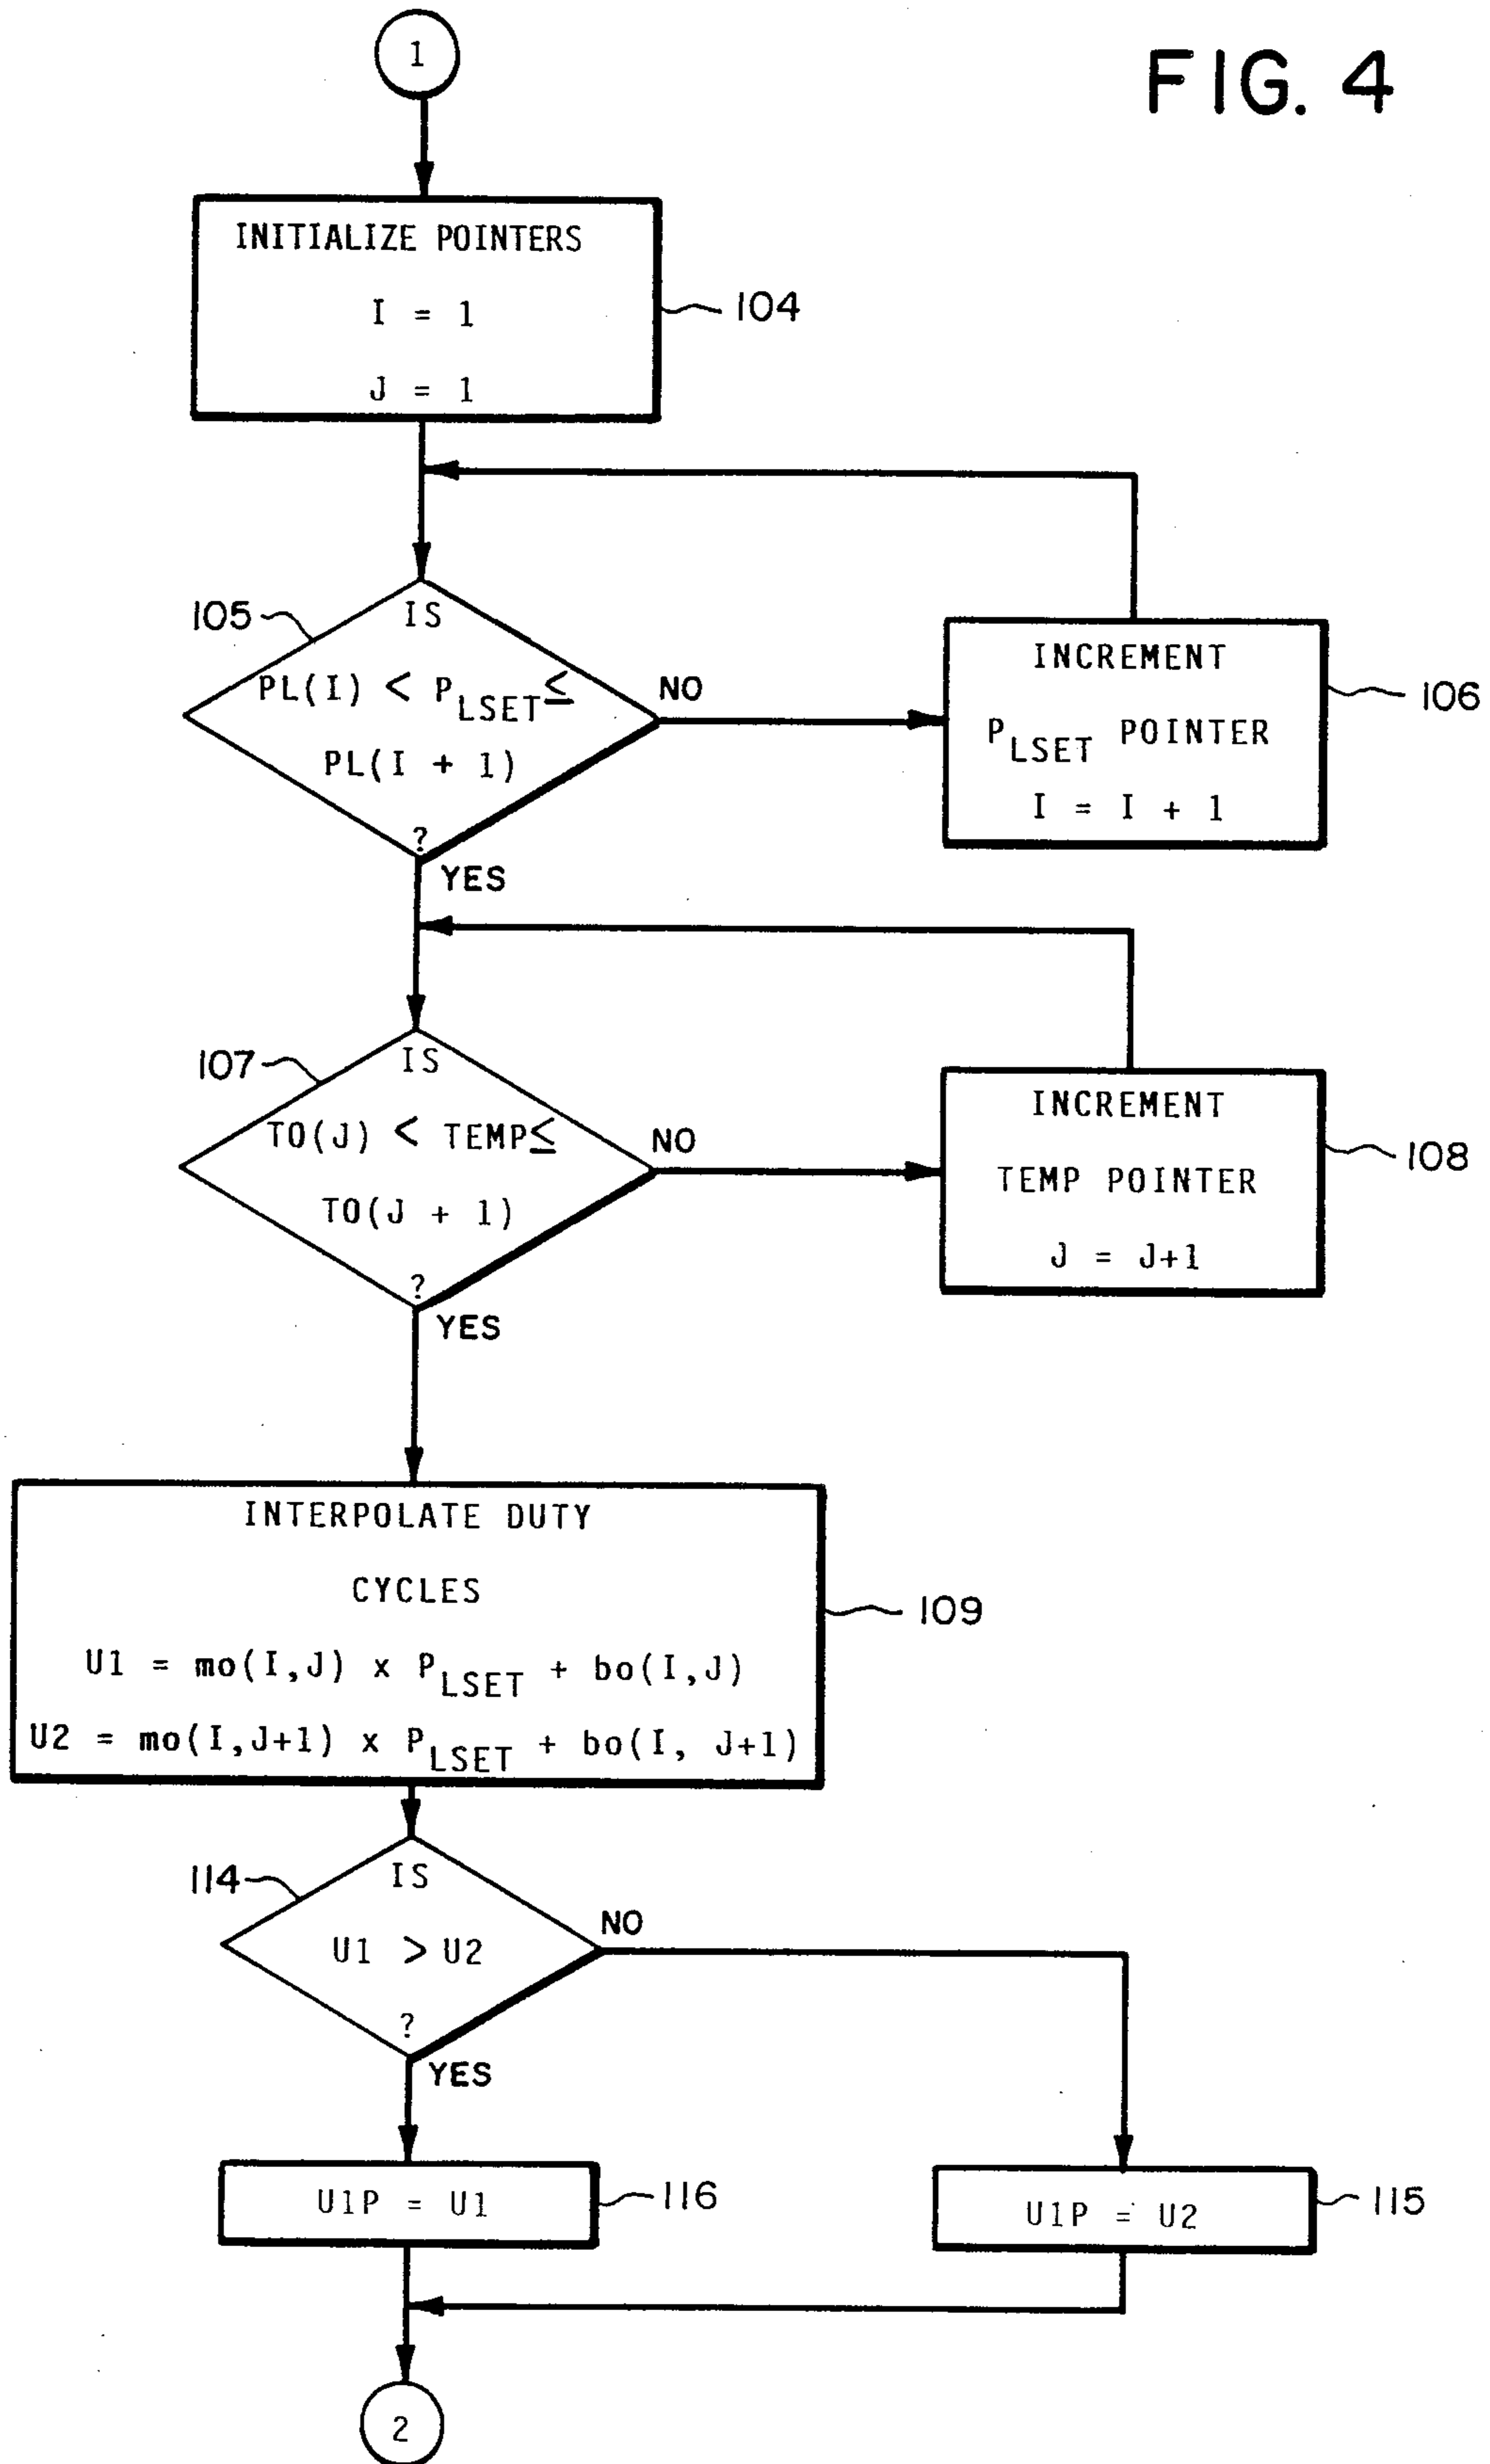 FIG. 4
1
INITIALIZE POINTERS
I = 1
J = 1
104
105
IS
PL(I) < PLSET ≤
PL(I + 1)
?
NO
YES
INCREMENT
PLSET POINTER
I = I + 1
106
107
IS
TO(J) < TEMP≤
TO(J + 1)
?
NO
YES
INCREMENT
TEMP POINTER
J = J+1
108
INTERPOLATE DUTY
CYCLES
U1 = mo(I,J) x PLSET + bo(I,J)
U2 = mo(I,J+1) x PLSET + bo(I, J+1)
109
114
IS
U1 > U2
?
NO
YES
U1P = U1
116
U1P = U2
115
2